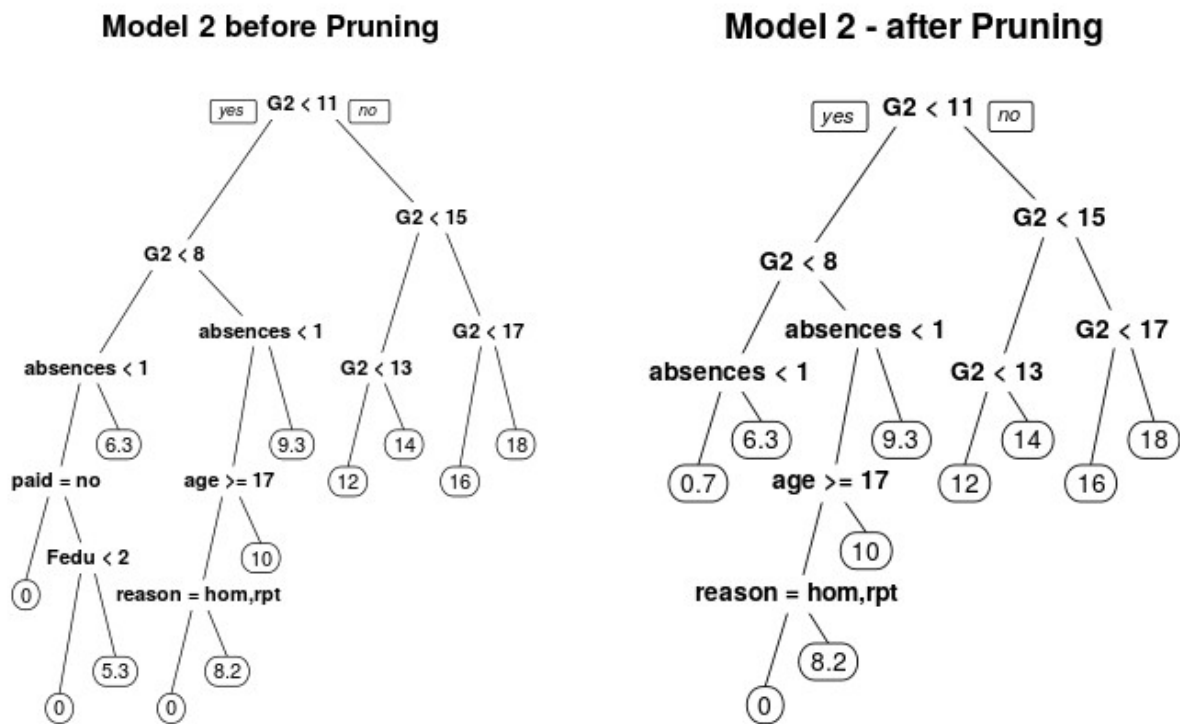 Model 2 before Pruning
yes
G2 < 11
no
G2 < 15
G2 < 8
absences < 1
G2 < 17
absences < 1
G2 < 13
6.3
9.3
14
18
paid = no
age >= 17
12
16
Fedu < 2
10
0
reason = hom,rpt
5.3
8.2
0
0
Model 2 - after Pruning
yes
G2 < 11
no
G2 < 15
G2 < 8
absences < 1
G2 < 17
absences < 1
G2 < 13
6.3
9.3
14
18
0.7
age >= 17
12
16
10
reason = hom,rpt
8.2
0